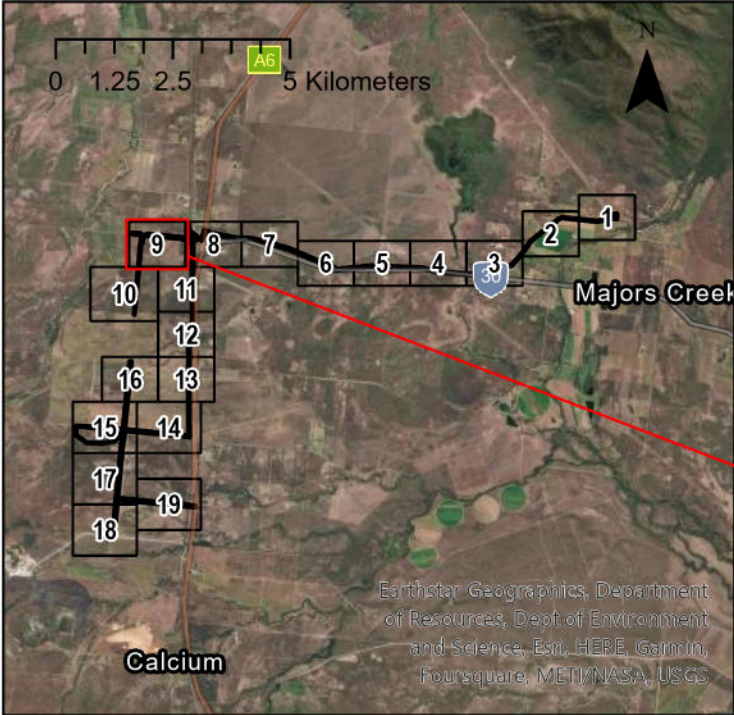 A6
N
0 1.25 2.5 5 Kilometers
1
2
9
8
7
6
5
4
3
30
10
11
Majors Creek
12
16
13
15
14
17
19
18
Earthstar Geographics, Department
of Resources, Dept of Environment
and Science, Esri, HERE, Garmin,
Foursquare, METI/NASA, USGS
Calcium